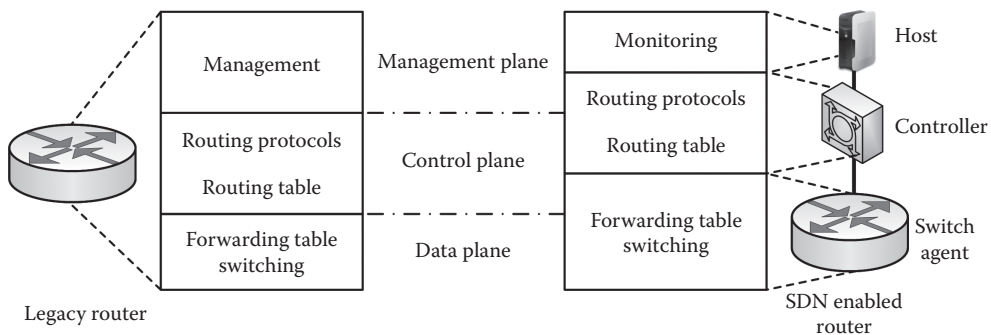 Management
Routing protocols
Routing table
Forwarding table
switching
Legacy router
Management plane
Control plane
Data plane
Monitoring
Routing protocols
Routing table
Forwarding table
switching
Host
Controller
Switch
agent
SDN enabled
router